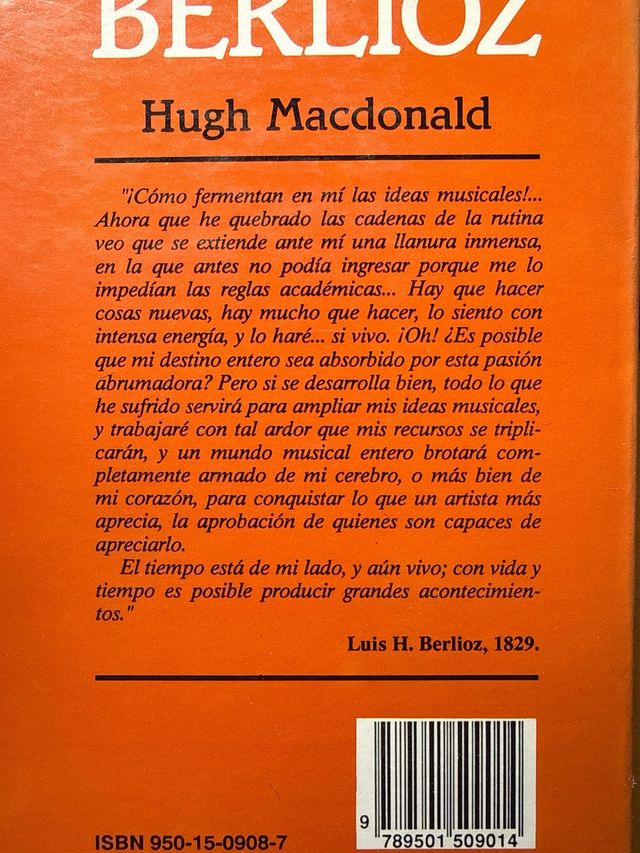 BERLIOZ
Hugh Macdonald
"¡Cómo fermentan en mí las ideas musicales!...
Ahora que he quebrado las cadenas de la rutina
veo que se extiende ante mí una llanura inmensa,
en la que antes no podía ingresar porque me lo
impedían las reglas académicas... Hay que hacer
cosas nuevas, hay mucho que hacer, lo siento con
intensa energía, y lo haré... si vivo. ¡Oh! ¿Es posible
que mi destino entero sea absorbido por esta pasión
abrumadora? Pero si se desarrolla bien, todo lo que
he sufrido servirá para ampliar mis ideas musicales,
y trabajaré con tal ardor que mis recursos se tripli-
carán, y un mundo musical entero brotará com-
pletamente armado de mi cerebro, o más bien de
mi corazón, para conquistar lo que un artista más
aprecia, la aprobación de quienes son capaces de
apreciarlo.
El tiempo está de mi lado, y aún vivo; con vida y
tiempo es posible producir grandes acontecimien-
tos."
Luis H. Berlioz, 1829.
ISBN 950-15-0908-7
9 789501 509014